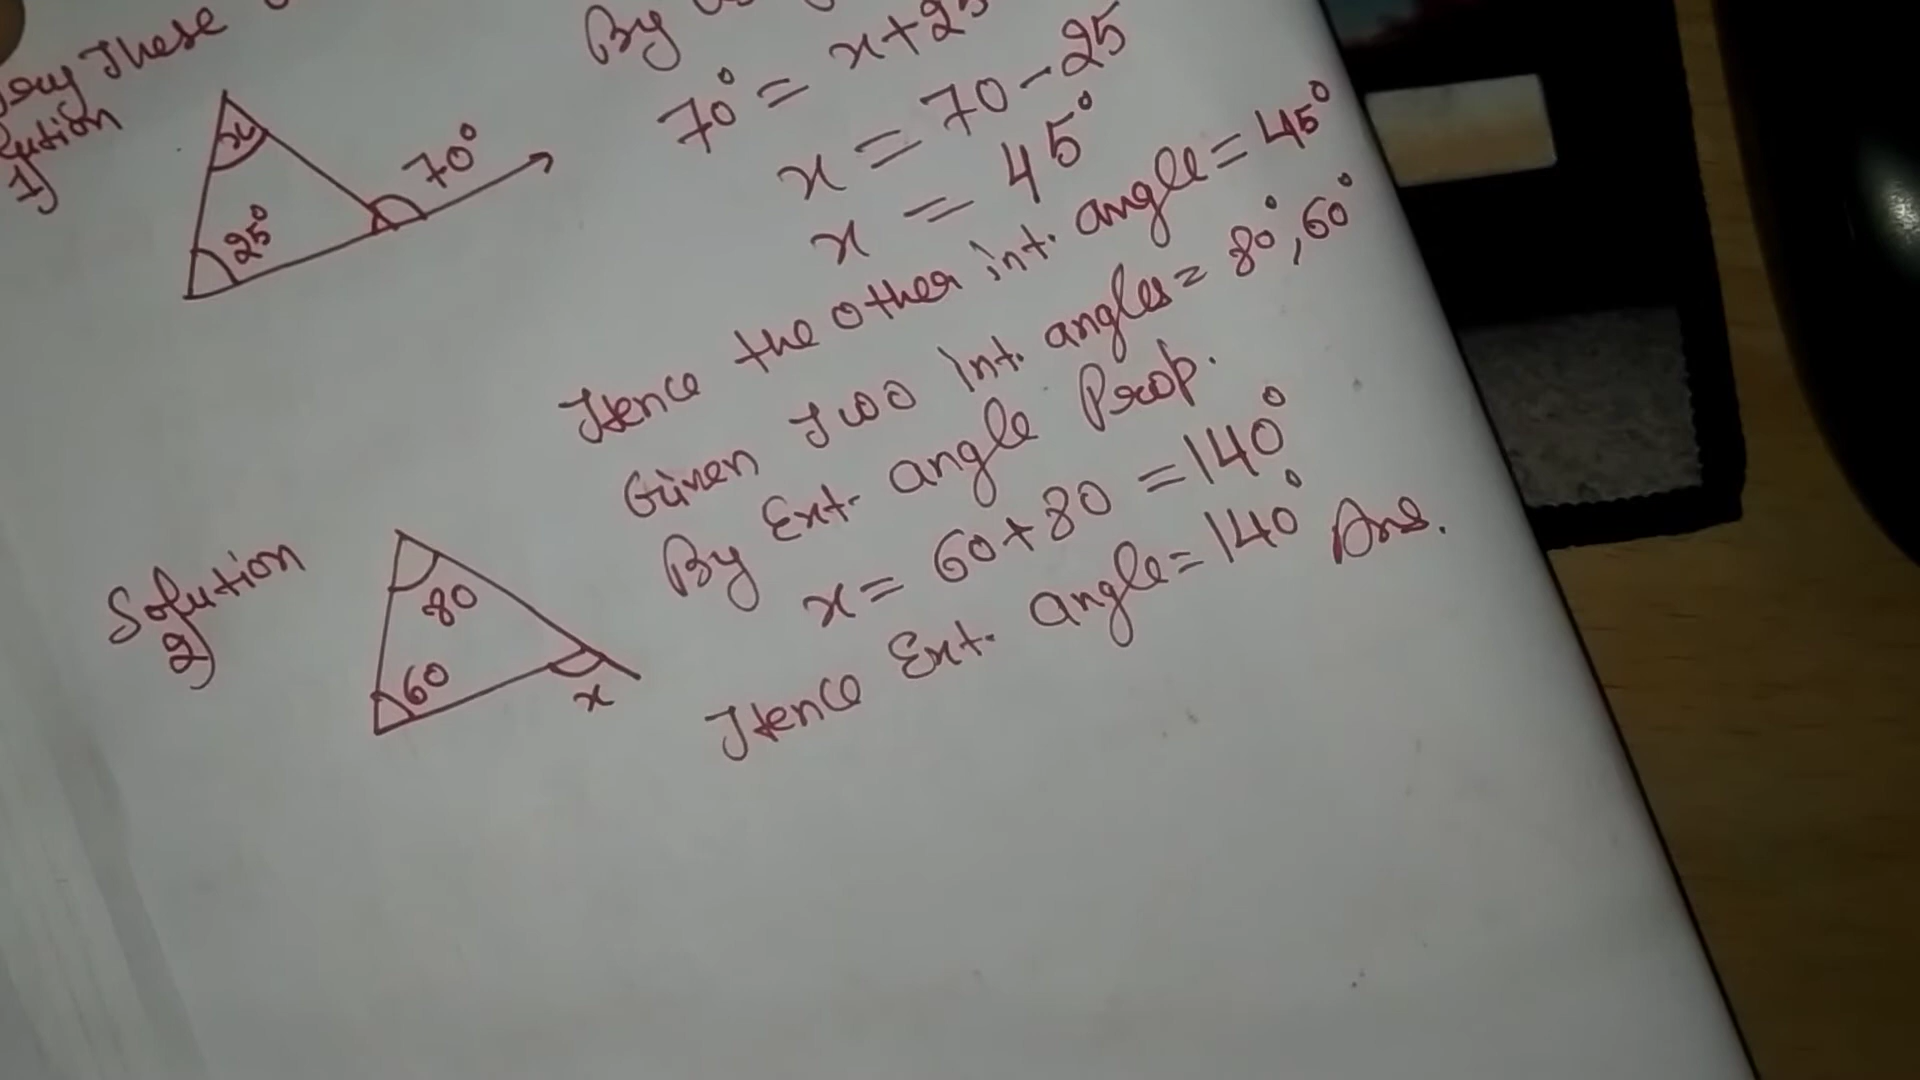 These
1)
x
25°
70°
By
70° = x+25
x = 70-25
x = 45°
Hence the other int. angle = 45°
Given Two int. angles = 80°, 60°
By Ext. angle Prop.
x = 60+80 = 140°
Hence Ext. angle = 140° Ans.
Solution
2)
80
60
x